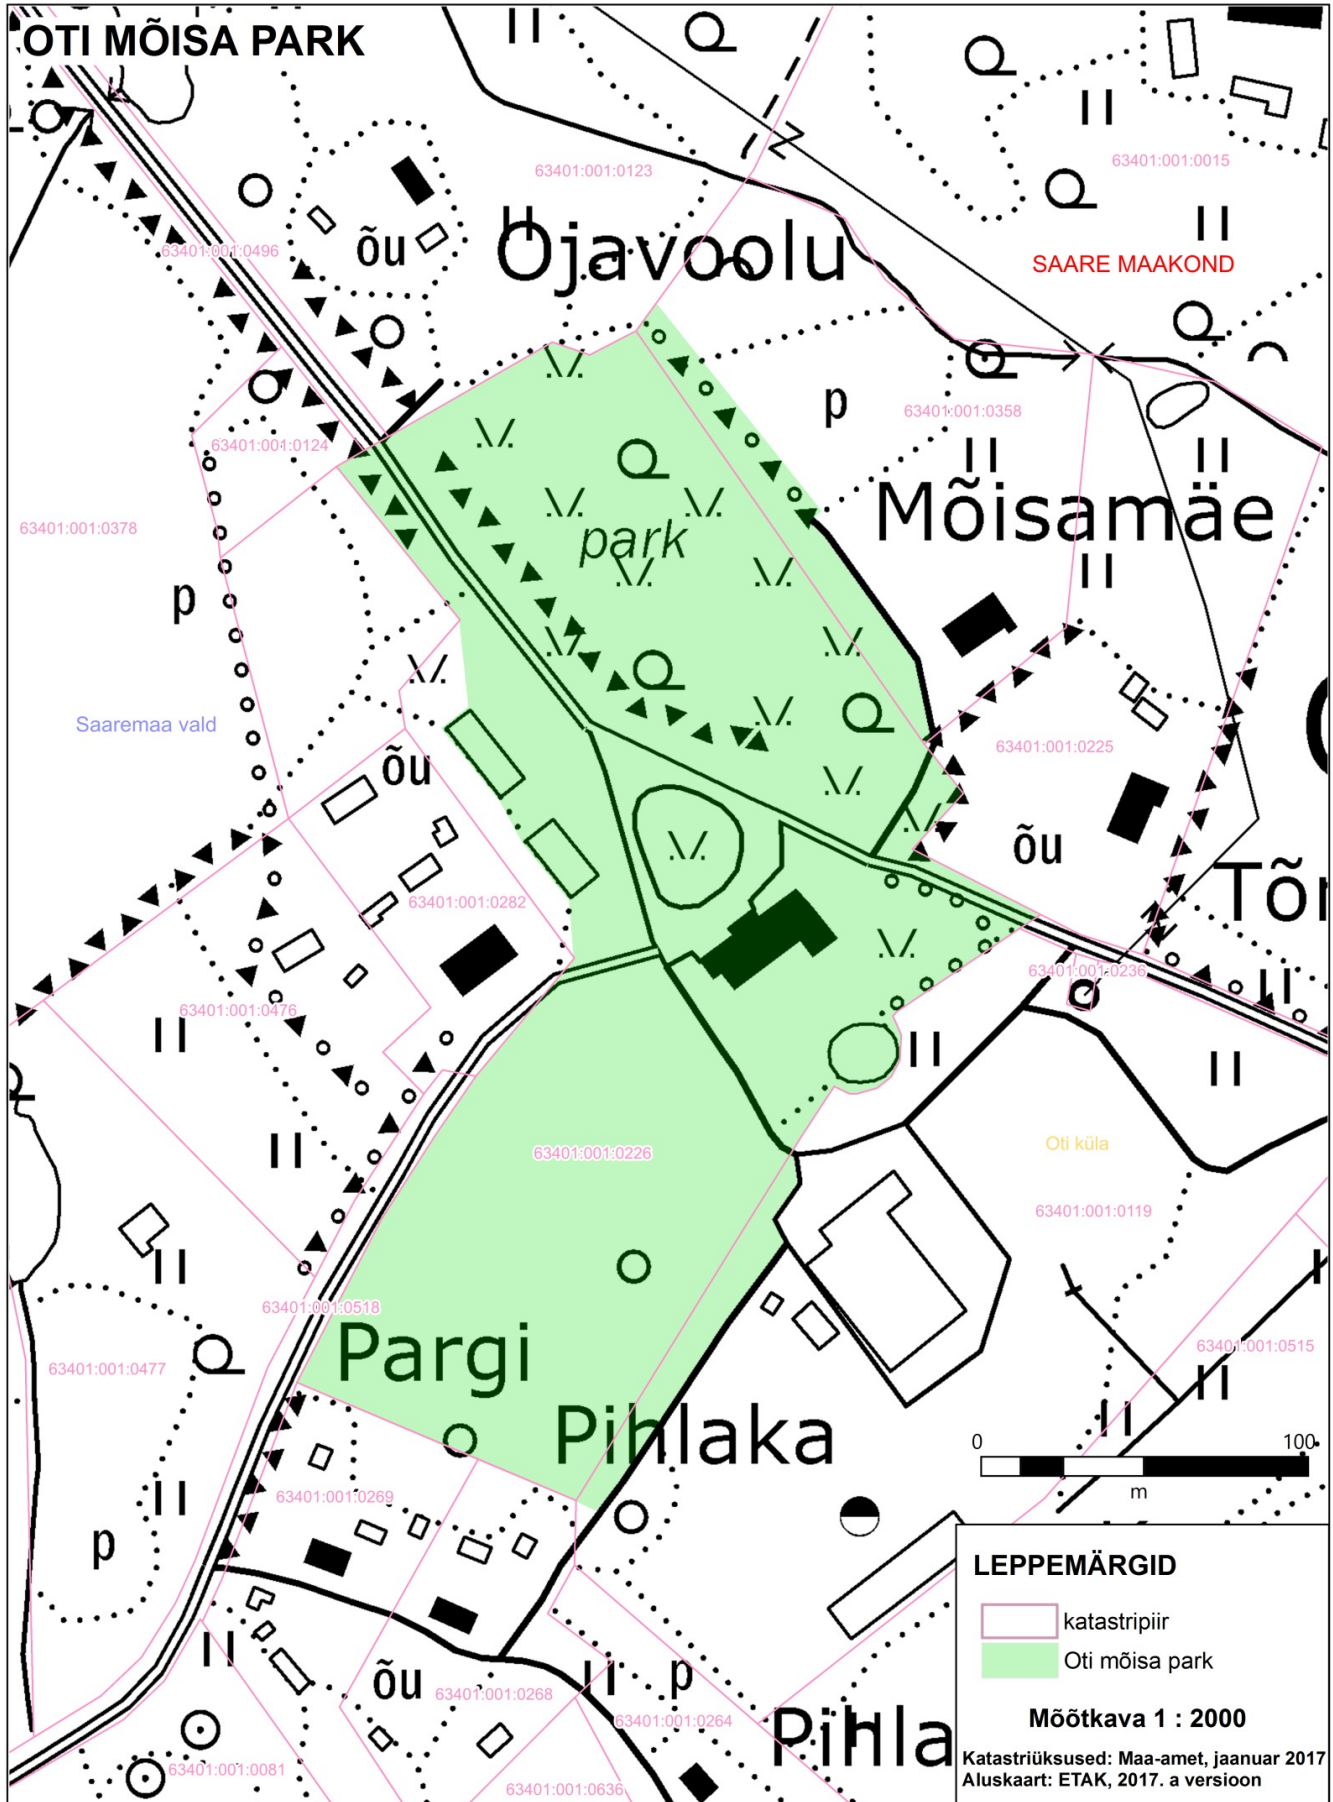 OTI MÕISA PARK
63401:001:0123
63401:001:0015
63401:001:0496
õu
Ojavoolu
SAARE MAAKOND
p
63401:001:0358
63401:001:0124
Mõisamäe
63401:001:0378
park
p
Saaremaa vald
63401:001:0225
õu
õu
Tõ
63401:001:0282
63401:001:0236
63401:001:0476
Oti küla
63401:001:0226
63401:001:0119
63401:001:0518
63401:001:0515
Pargi
63401:001:0477
Pihlaka
0 100
m
63401:001:0269
p
LEPPEMÄRGID
katastripiir
Oti mõisa park
õu
p
63401:001:0268
63401:001:0264
Mõõtkava 1 : 2000
Pihla
63401:001:0081
63401:001:0636
Katastriüksused: Maa-amet, jaanuar 2017
Aluskaart: ETAK, 2017. a versioon